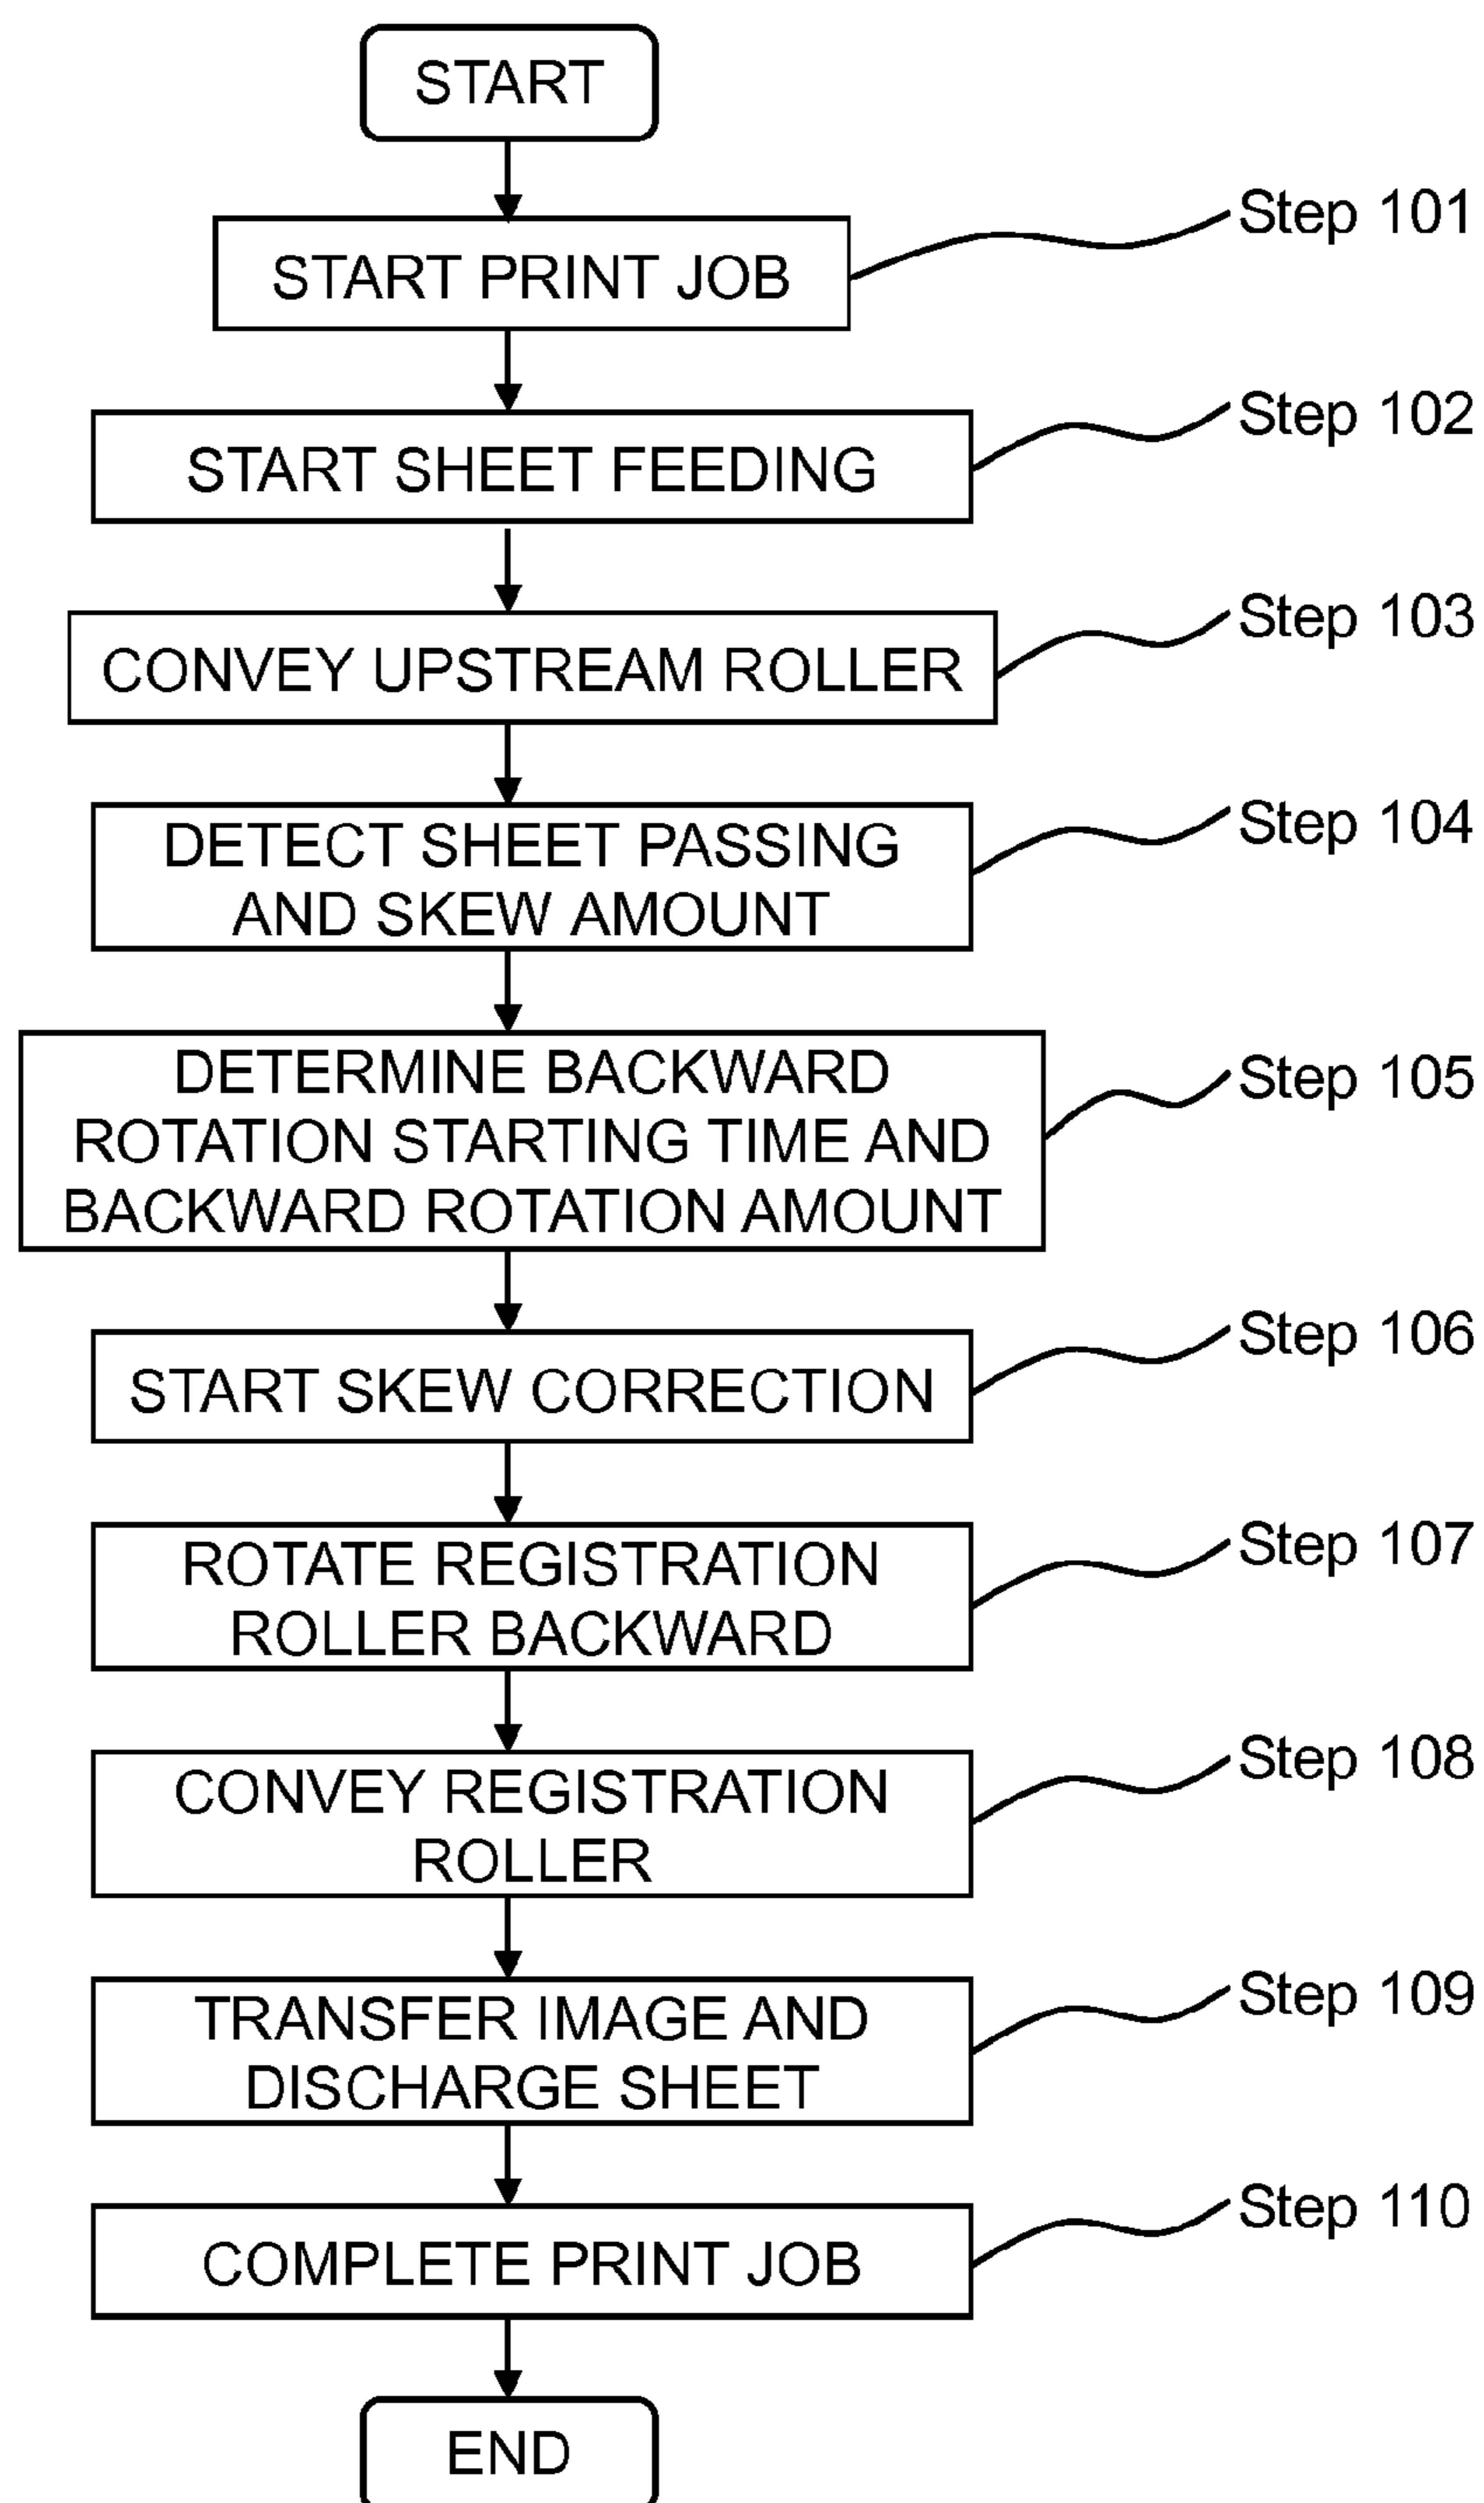 START
START PRINT JOB
Step 101
START SHEET FEEDING
Step 102
CONVEY UPSTREAM ROLLER
Step 103
DETECT SHEET PASSING
AND SKEW AMOUNT
Step 104
DETERMINE BACKWARD
ROTATION STARTING TIME AND
BACKWARD ROTATION AMOUNT
Step 105
START SKEW CORRECTION
Step 106
ROTATE REGISTRATION
ROLLER BACKWARD
Step 107
CONVEY REGISTRATION
ROLLER
Step 108
TRANSFER IMAGE AND
DISCHARGE SHEET
Step 109
COMPLETE PRINT JOB
Step 110
END